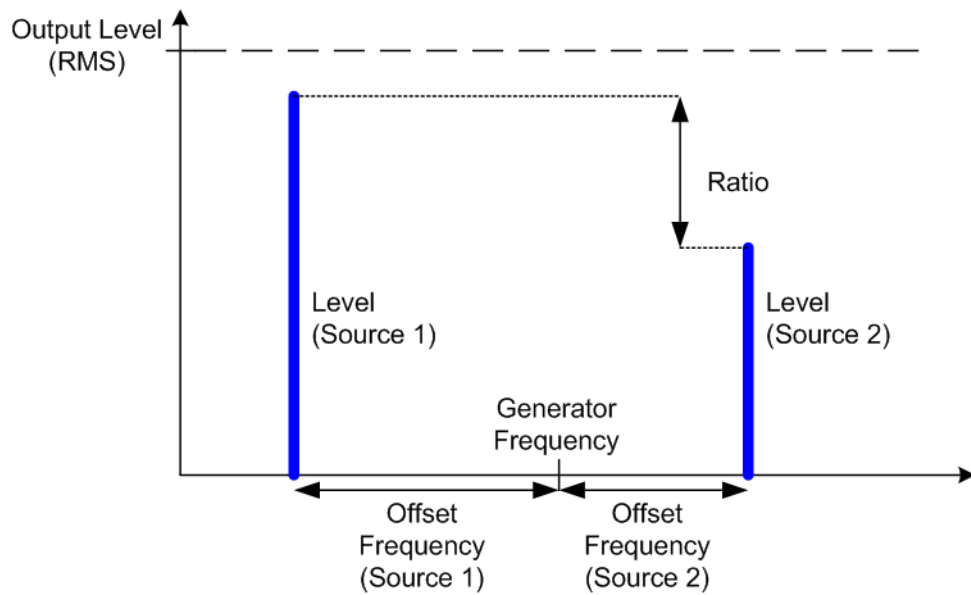 Output Level
(RMS)
Ratio
Level
(Source 1)
Level
(Source 2)
Generator
Frequency
Offset
Frequency
(Source 1)
Offset
Frequency
(Source 2)